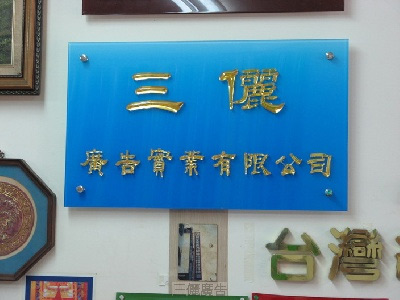 三儷
廣告實業有限公司
台灣
三儷廣告